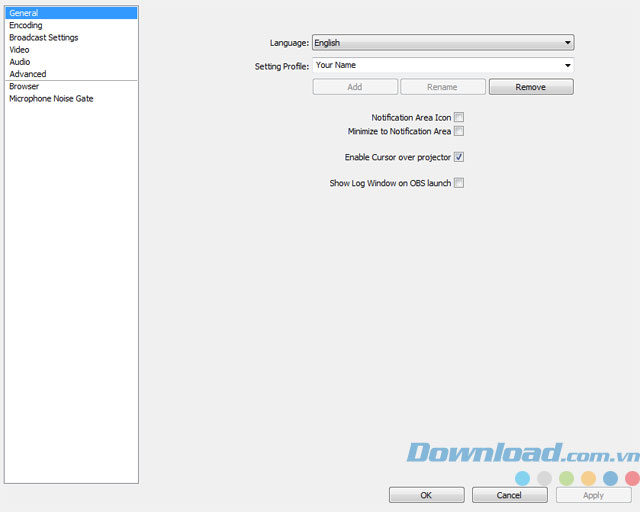 General
Encoding
Broadcast Settings
Video
Audio
Advanced
Browser
Microphone Noise Gate
Language: English
Setting Profile: Your Name
Add Rename Remove
Notification Area Icon
Minimize to Notification Area
Enable Cursor over projector
Show Log Window on OBS launch
Download.com.vn
OK Cancel Apply